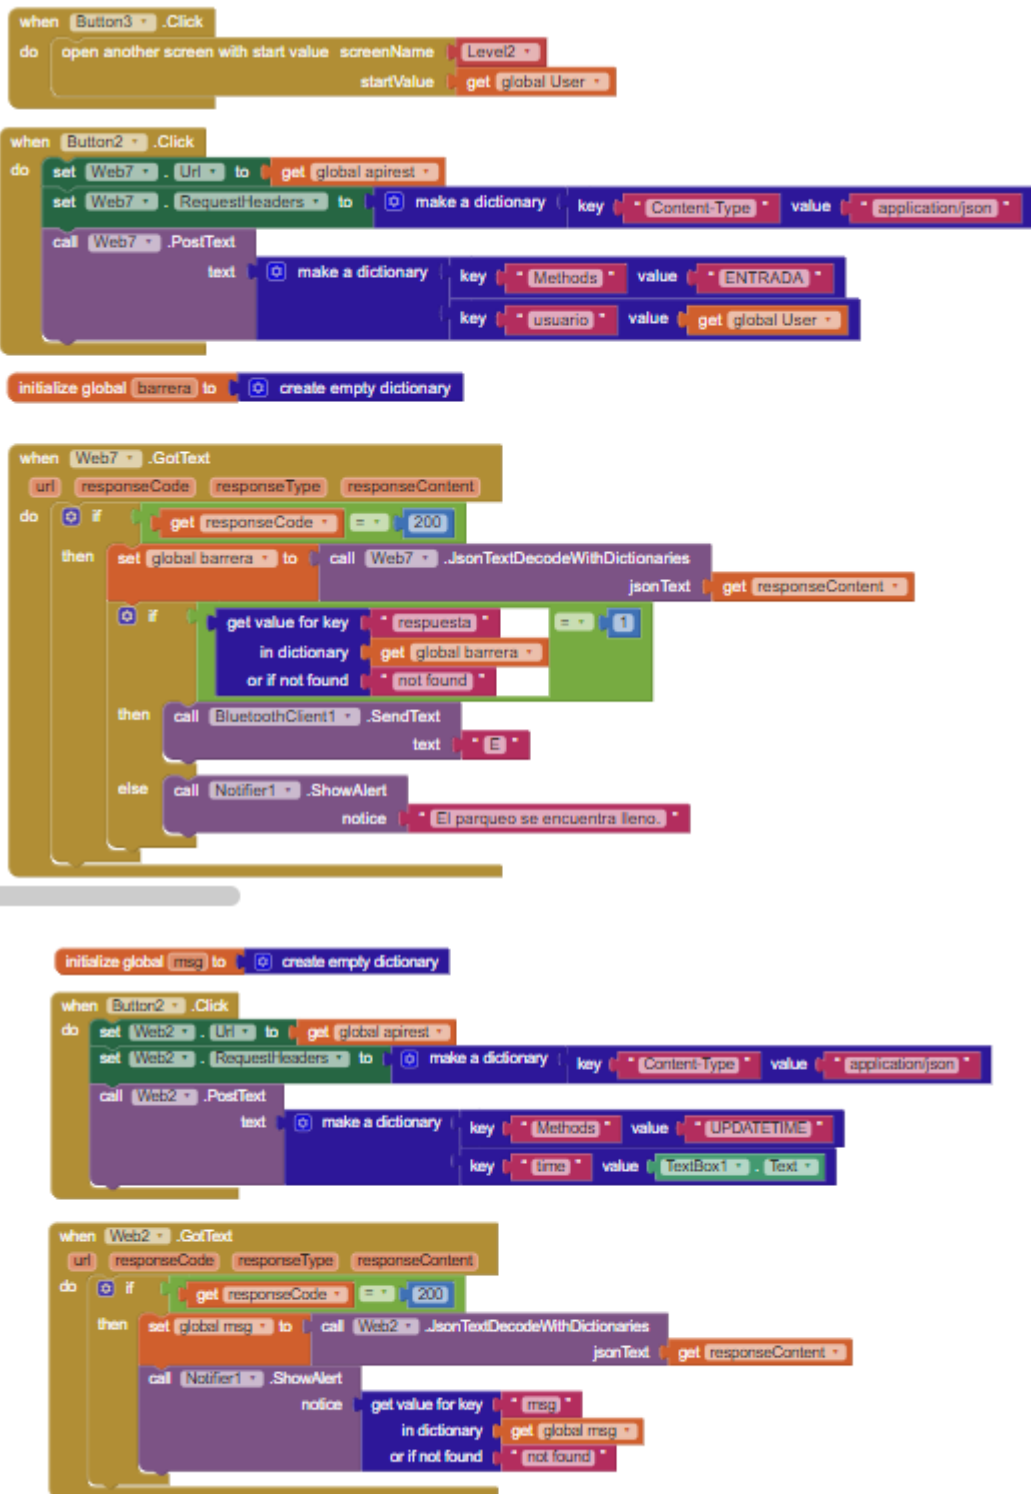 when Button3 .Click
do open another screen with start value screenName Level2
startValue get global User
when Button2 .Click
do set Web7 . Url to get global apirest
set Web7 . RequestHeaders to make a dictionary key " Content-Type " value " application/json "
call Web7 .PostText
text make a dictionary key " Methods " value " ENTRADA "
key " usuario " value get global User
initialize global barrera to create empty dictionary
when Web7 .GotText
url responseCode responseType responseContent
do if get responseCode = 200
then set global barrera to call Web7 .JsonTextDecodeWithDictionaries
jsonText get responseContent
if get value for key " respuesta " = 1
in dictionary get global barrera
or if not found " not found "
then call BluetoothClient1 .SendText
text " E "
else call Notifier1 .ShowAlert
notice " El parqueo se encuentra lleno. "
initialize global msg to create empty dictionary
when Button2 .Click
do set Web2 . Url to get global apirest
set Web2 . RequestHeaders to make a dictionary key " Content-Type " value " application/json "
call Web2 .PostText
text make a dictionary key " Methods " value " UPDATETIME "
key " time " value TextBox1 . Text
when Web2 .GotText
url responseCode responseType responseContent
do if get responseCode = 200
then set global msg to call Web2 .JsonTextDecodeWithDictionaries
jsonText get responseContent
call Notifier1 .ShowAlert
notice get value for key " msg "
in dictionary get global msg
or if not found " not found "